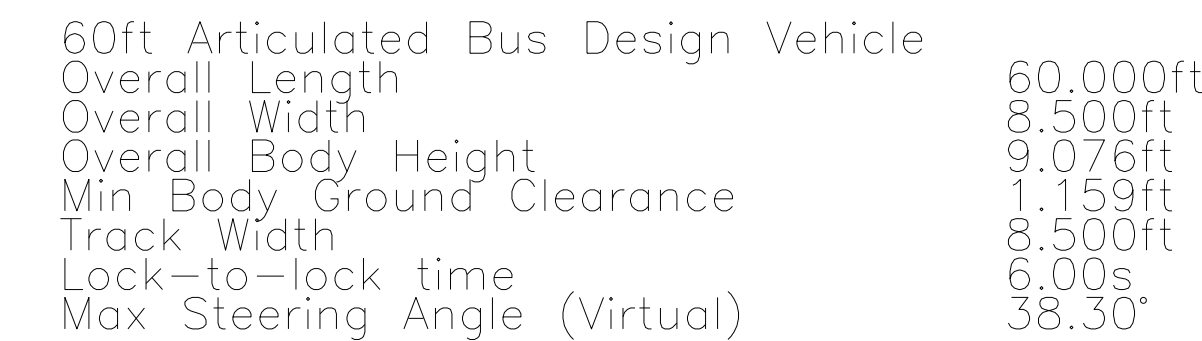 60ft Articulated Bus Design Vehicle
Overall Length 60.000ft
Overall Width 8.500ft
Overall Body Height 9.076ft
Min Body Ground Clearance 1.159ft
Track Width 8.500ft
Lock-to-lock time 6.00s
Max Steering Angle (Virtual) 38.30°